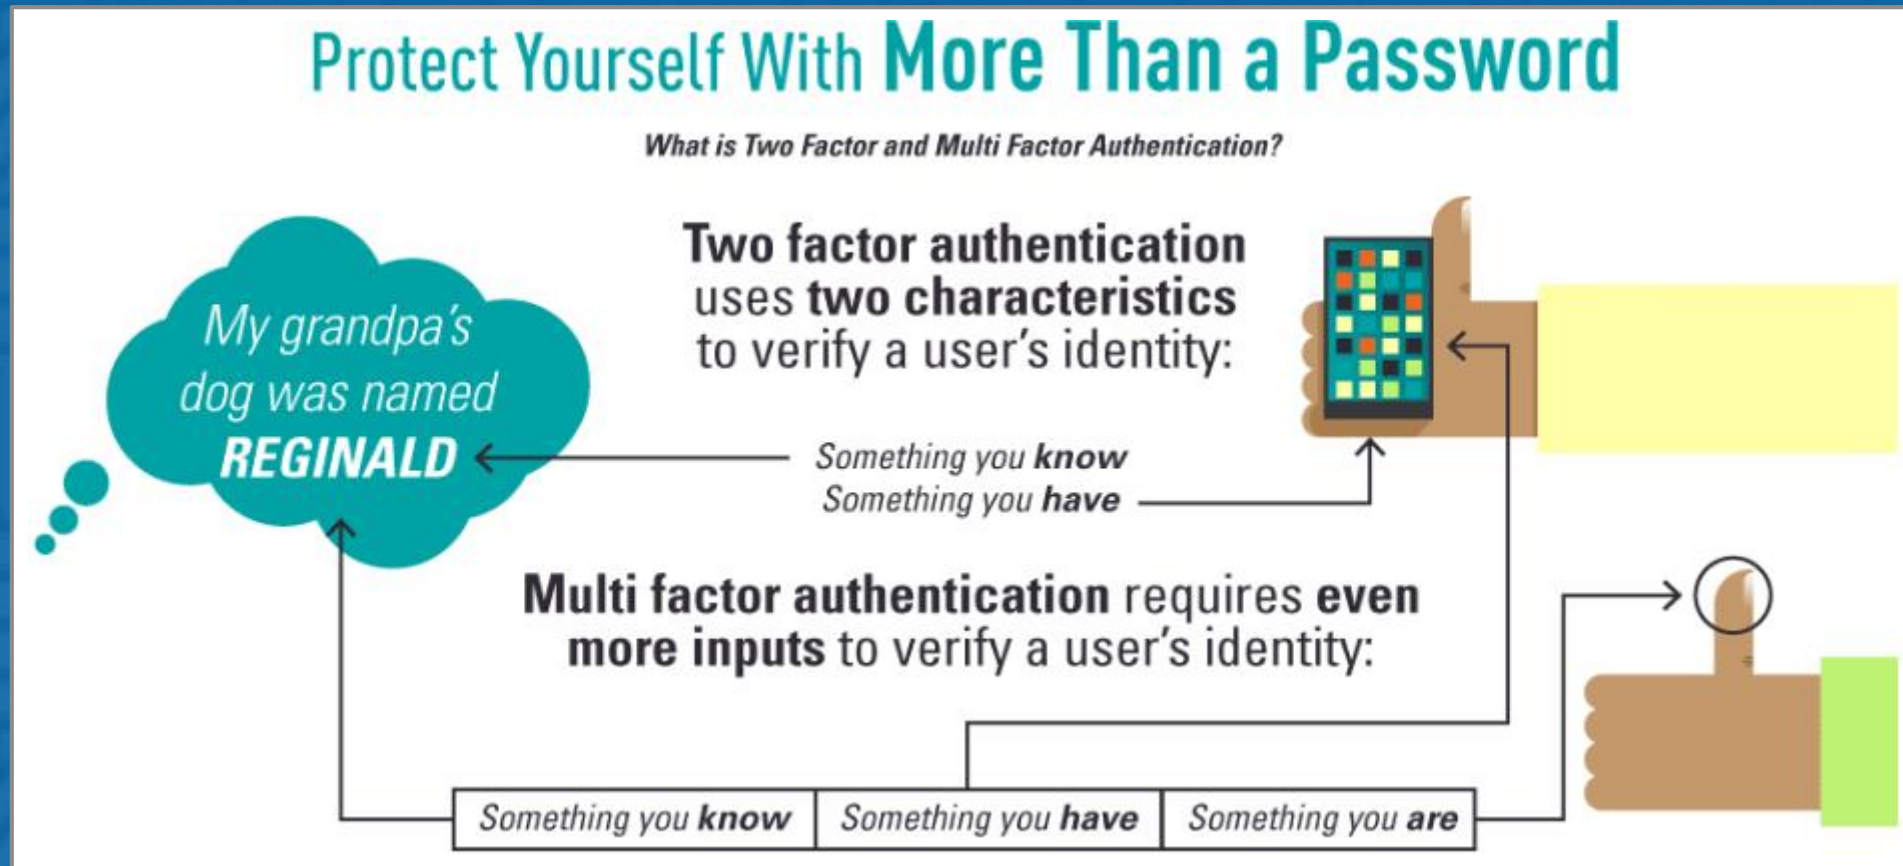 Protect Yourself With More Than a Password
What is Two Factor and Multi Factor Authentication?
My grandpa's
dog was named
REGINALD
Two factor authentication
uses two characteristics
to verify a user's identity:
Something you know
Something you have
Multi factor authentication requires even
more inputs to verify a user's identity:
Something you know
Something you have
Something you are